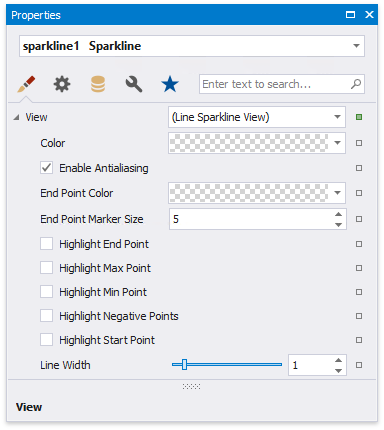 Properties
sparkline1 Sparkline
Enter text to search...
View (Line Sparkline View)
Color
Enable Antialiasing
End Point Color
End Point Marker Size 5
Highlight End Point
Highlight Max Point
Highlight Min Point
Highlight Negative Points
Highlight Start Point
Line Width 1
View